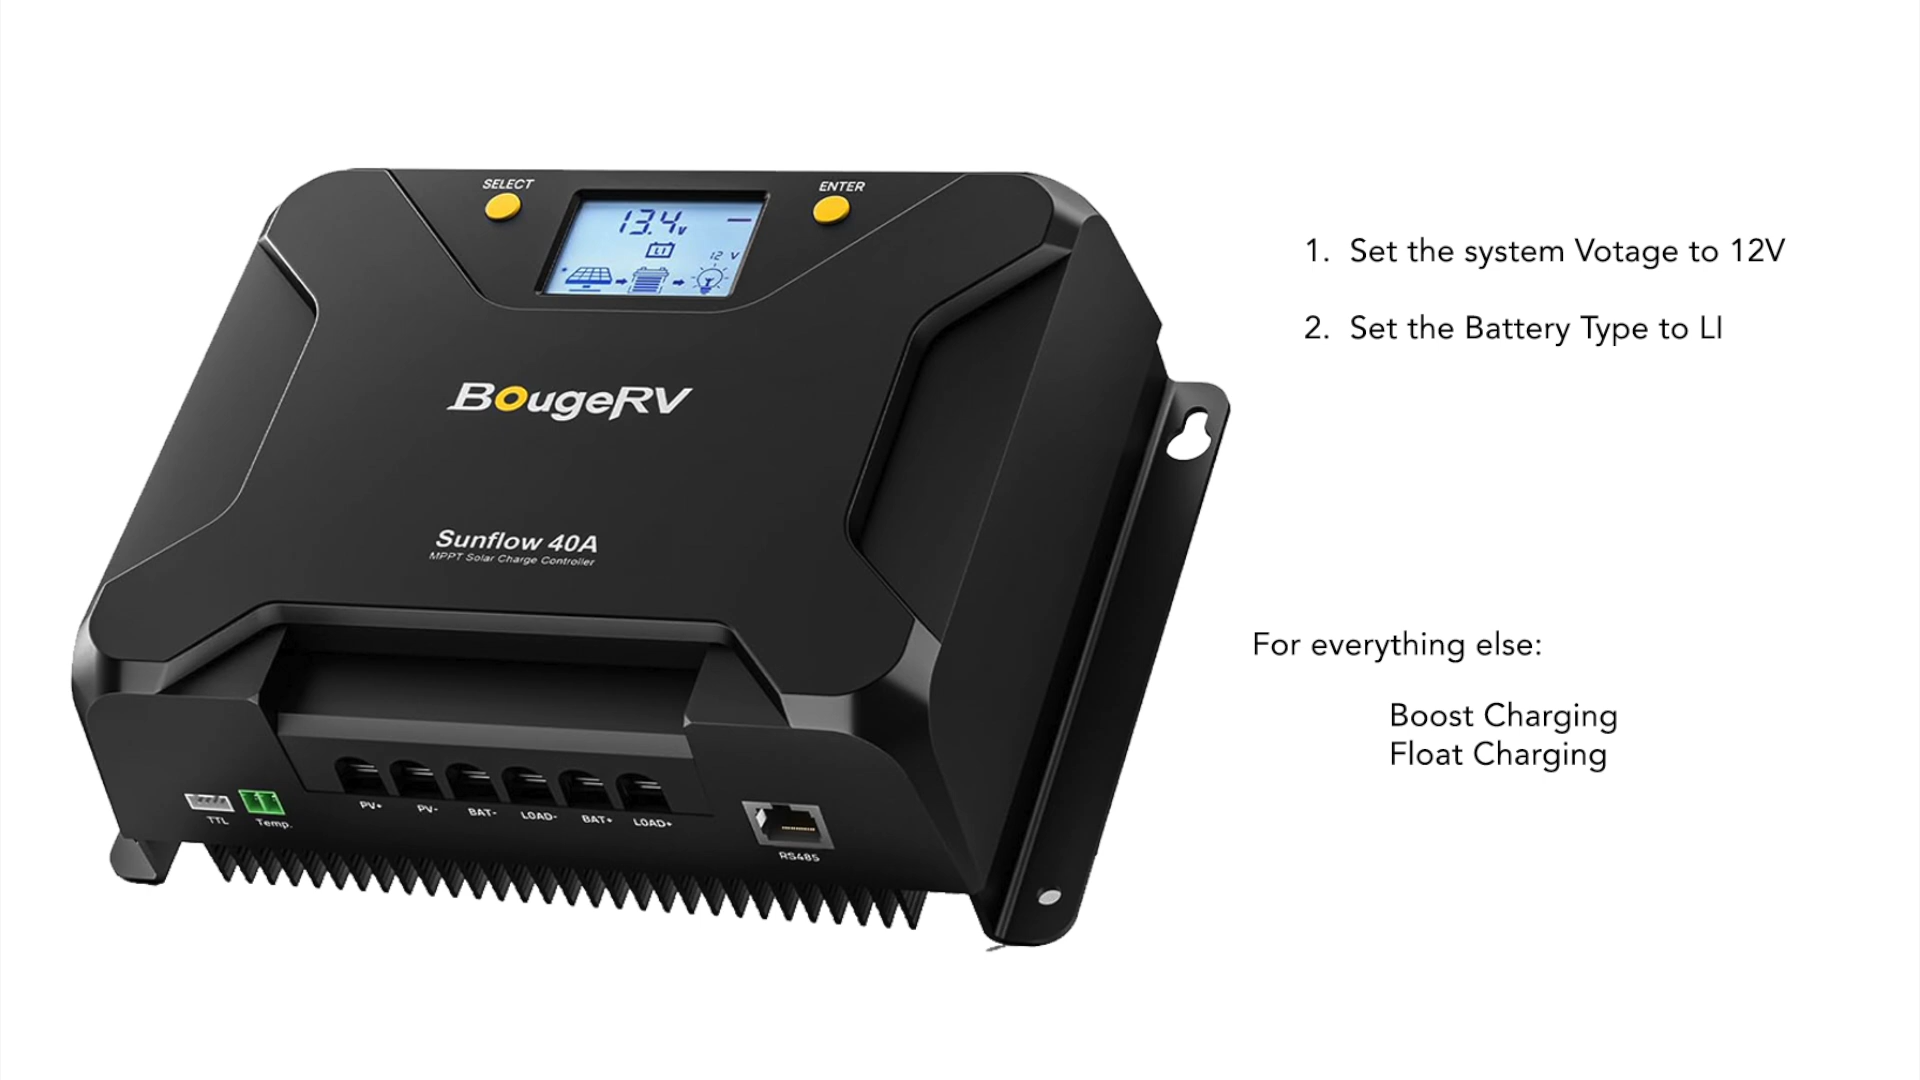 SELECT
ENTER
13.4v
LI
12 V
BougeRV
Sunflow 40A
MPPT Solar Charge Controller
TTL
Temp.
PV+
PV-
BAT-
LOAD-
BAT+
LOAD+
RS485
1. Set the system Votage to 12V
2. Set the Battery Type to LI
For everything else:
Boost Charging
Float Charging